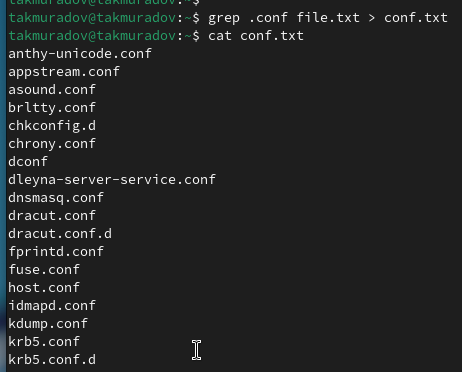 takmuradov@takmuradov:~$
takmuradov@takmuradov:~$ grep .conf file.txt > conf.txt
takmuradov@takmuradov:~$ cat conf.txt
anthy-unicode.conf
appstream.conf
asound.conf
brltty.conf
chkconfig.d
chrony.conf
dconf
dleyna-server-service.conf
dnsmasq.conf
dracut.conf
dracut.conf.d
fprintd.conf
fuse.conf
host.conf
idmapd.conf
kdump.conf
krb5.conf
krb5.conf.d